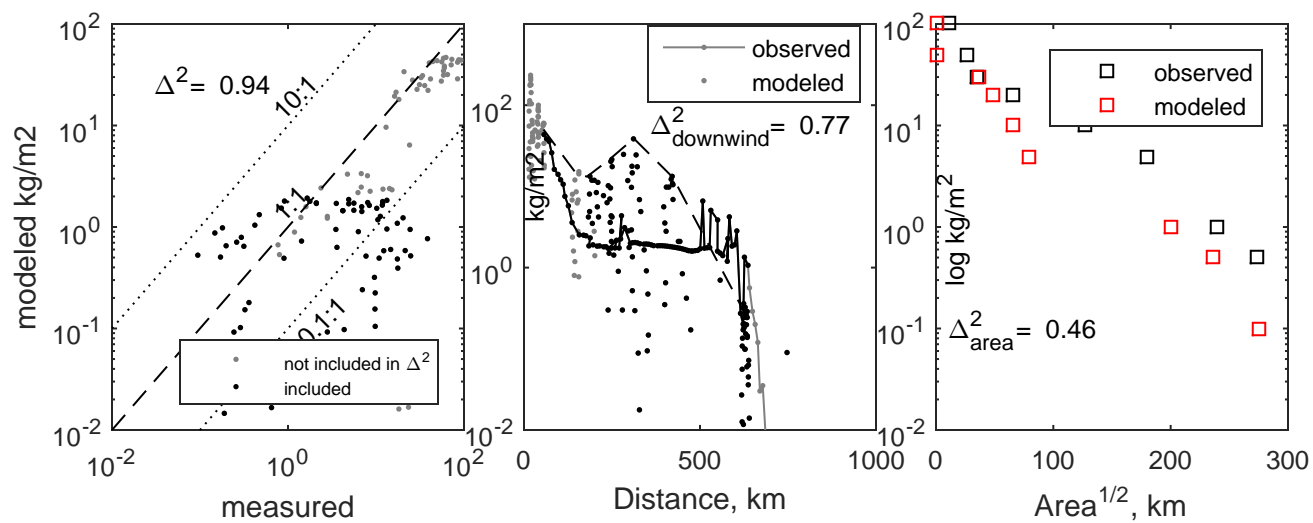 10^2
10^1
10^0
10^-1
10^-2
modeled kg/m2
Δ^2= 0.94
10:1
1:1
0.1:1
not included in Δ^2
included
10^-2
10^0
10^2
measured
10^2
10^0
10^-2
kg/m2
observed
modeled
Δ^2_downwind= 0.77
0
500
1000
Distance, km
10^2
10^1
10^0
10^-1
10^-2
log kg/m^2
observed
modeled
Δ^2_area= 0.46
0
100
200
300
Area^1/2, km